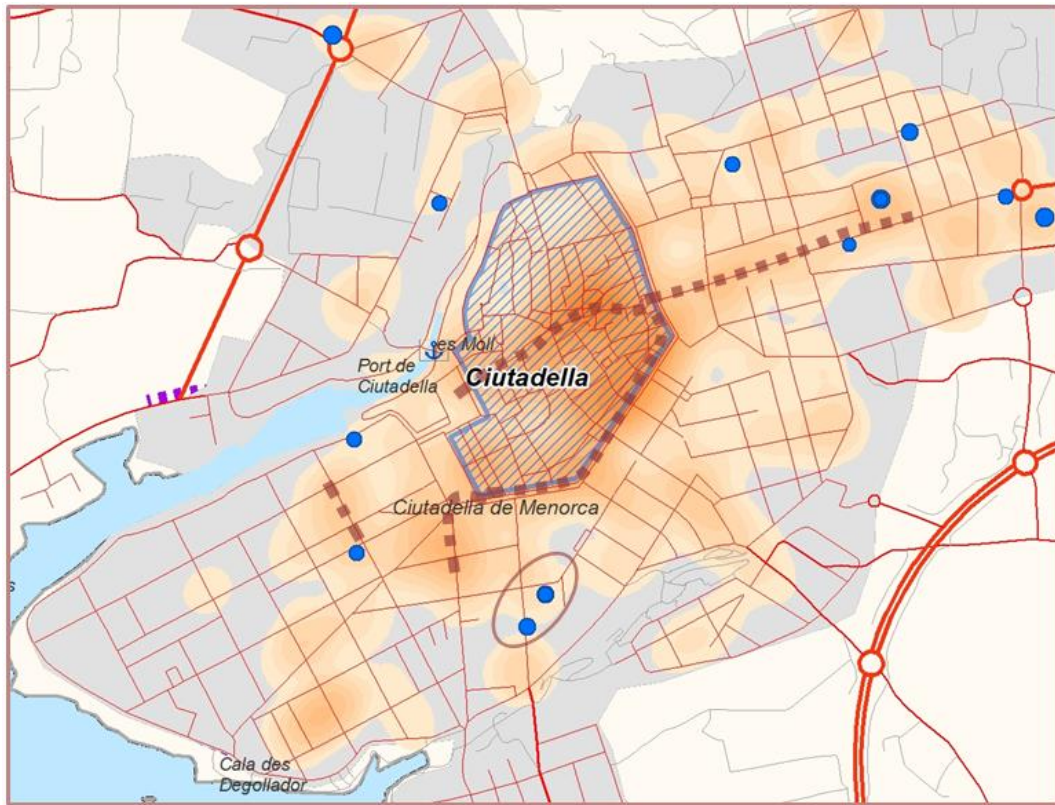 es Moll
Port de
Ciutadella
Ciutadella
Ciutadella de Menorca
s
Cala des
Degollador